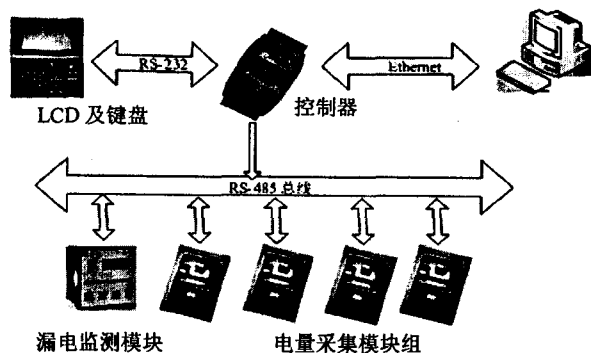 RS-232
Ethernet
LCD 及键盘
控制器
RS-485 总线
漏电监测模块
电量采集模块组